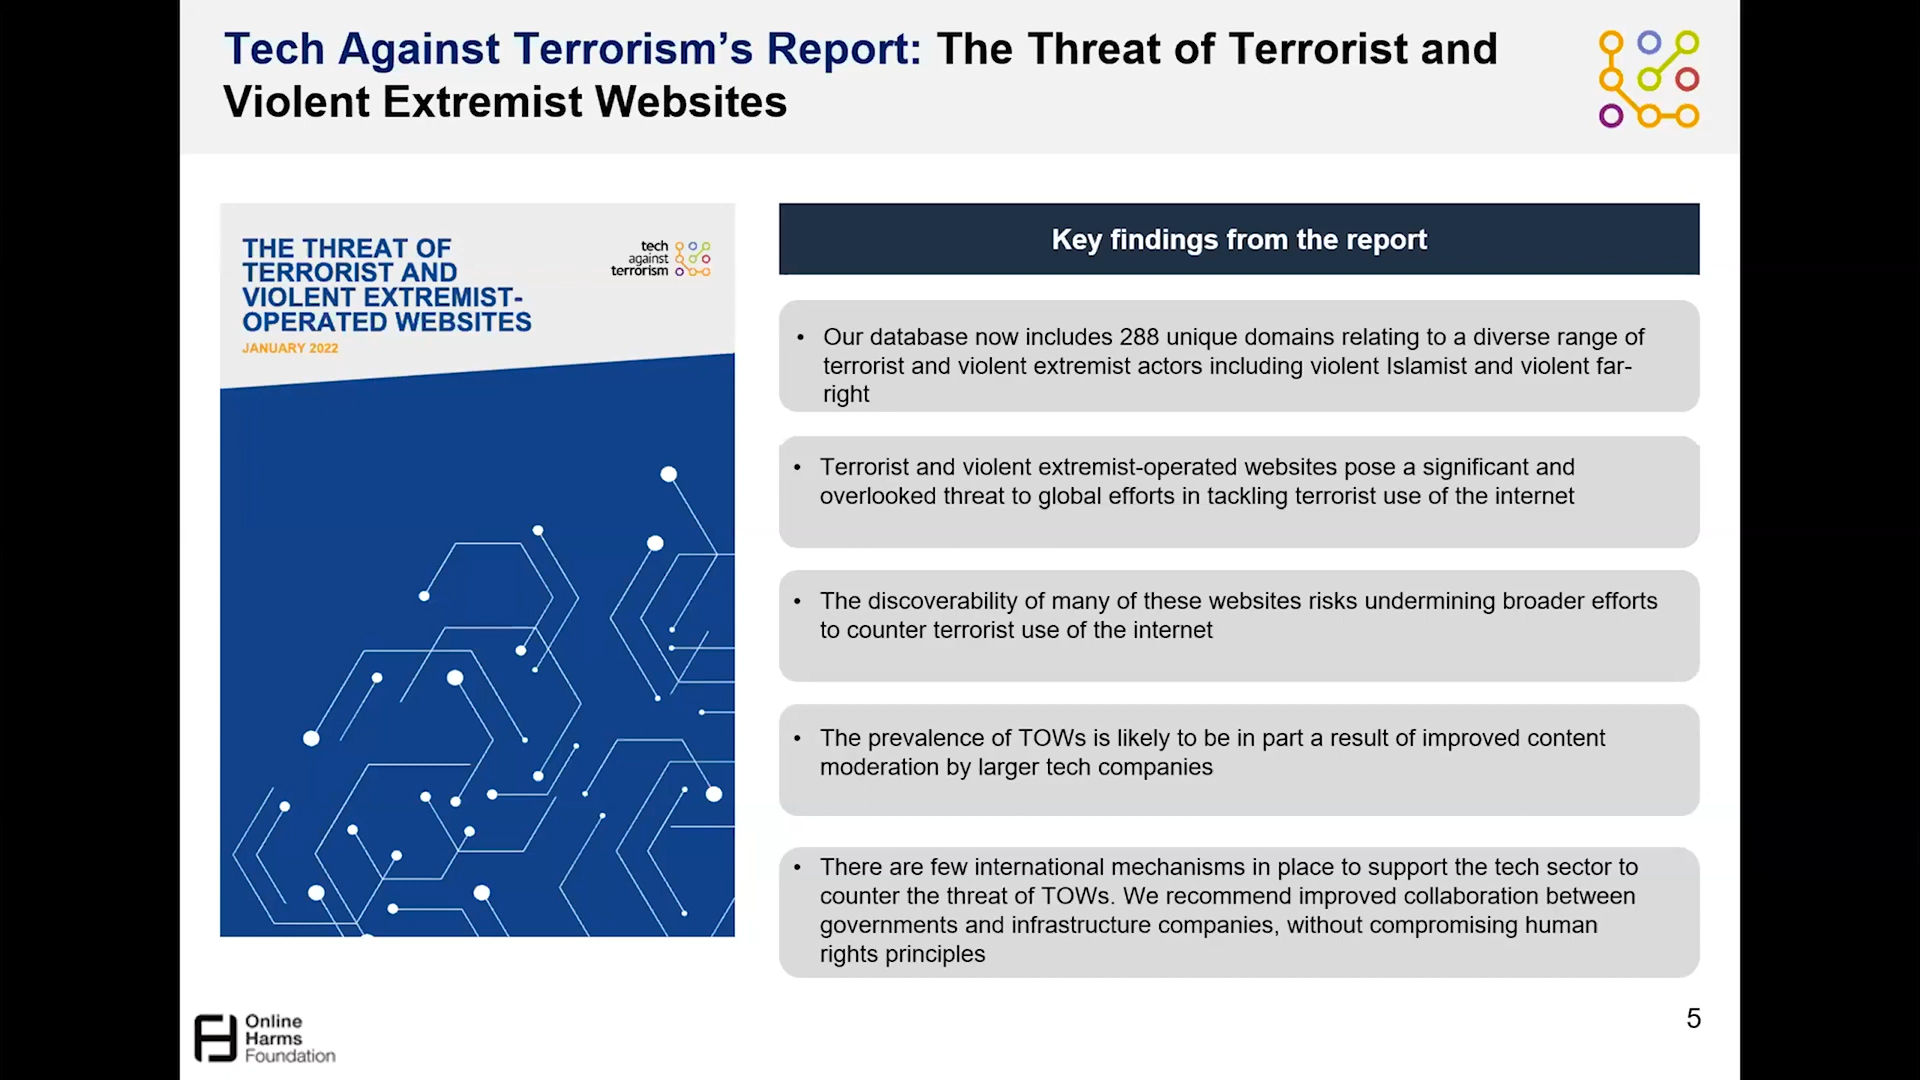 Tech Against Terrorism’s Report: The Threat of Terrorist and
Violent Extremist Websites
THE THREAT OF
TERRORIST AND
VIOLENT EXTREMIST-
OPERATED WEBSITES
JANUARY 2022
tech
against
terrorism
Key findings from the report
• Our database now includes 288 unique domains relating to a diverse range of
terrorist and violent extremist actors including violent Islamist and violent far-
right
• Terrorist and violent extremist-operated websites pose a significant and
overlooked threat to global efforts in tackling terrorist use of the internet
• The discoverability of many of these websites risks undermining broader efforts
to counter terrorist use of the internet
• The prevalence of TOWs is likely to be in part a result of improved content
moderation by larger tech companies
• There are few international mechanisms in place to support the tech sector to
counter the threat of TOWs. We recommend improved collaboration between
governments and infrastructure companies, without compromising human
rights principles
Online
Harms
Foundation
5